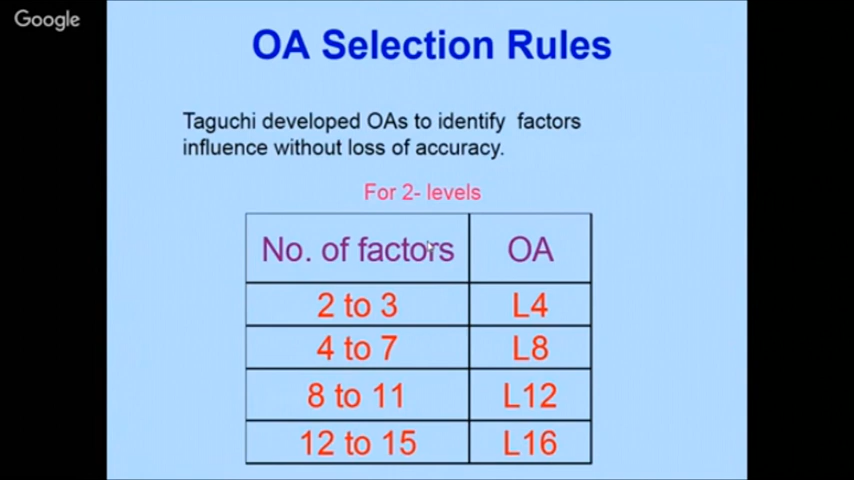 Google
OA Selection Rules
Taguchi developed OAs to identify factors
influence without loss of accuracy.
For 2- levels
No. of factors OA
2 to 3 L4
4 to 7 L8
8 to 11 L12
12 to 15 L16